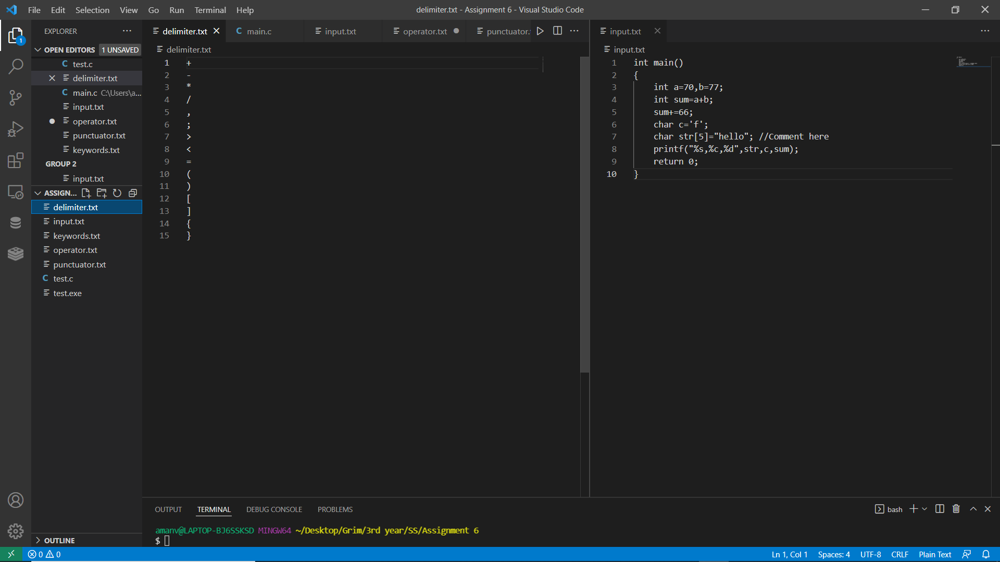 File Edit Selection View Go Run Terminal Help
delimiter.txt - Assignment 6 - Visual Studio Code
1
EXPLORER
OPEN EDITORS 1 UNSAVED
test.c
delimiter.txt
main.c C:\Users\a...
input.txt
operator.txt
punctuator.txt
keywords.txt
GROUP 2
input.txt
ASSIGN...
delimiter.txt
input.txt
keywords.txt
operator.txt
punctuator.txt
C test.c
test.exe
OUTLINE
delimiter.txt C main.c input.txt operator.txt punctuator.
delimiter.txt
1 +
2 -
3 *
4 /
5 ,
6 ;
7 >
8 <
9 =
10 (
11 )
12 [
13 ]
14 {
15 }
input.txt
input.txt
1 int main()
2 {
3     int a=70,b=77;
4     int sum=a+b;
5     sum+=66;
6     char c='f';
7     char str[5]="hello"; //Comment here
8     printf("%s,%c,%d",str,c,sum);
9     return 0;
10 }
OUTPUT TERMINAL DEBUG CONSOLE PROBLEMS
bash
amanv@LAPTOP-BJ6SSKSD MINGW64 ~/Desktop/Grim/3rd year/SS/Assignment 6
$
0 0
Ln 1, Col 1 Spaces: 4 UTF-8 CRLF Plain Text